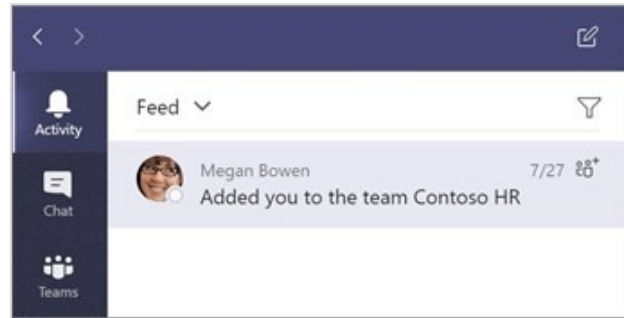 Activity
Chat
Teams
Feed
Megan Bowen 7/27
Added you to the team Contoso HR